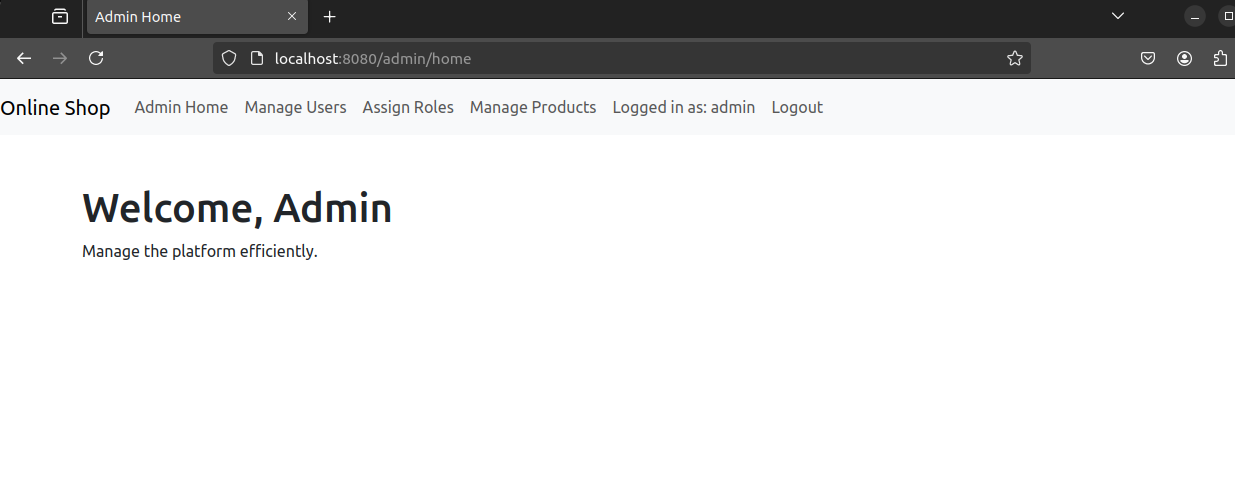 Admin Home
localhost:8080/admin/home
Online Shop Admin Home Manage Users Assign Roles Manage Products Logged in as: admin Logout
Welcome, Admin
Manage the platform efficiently.